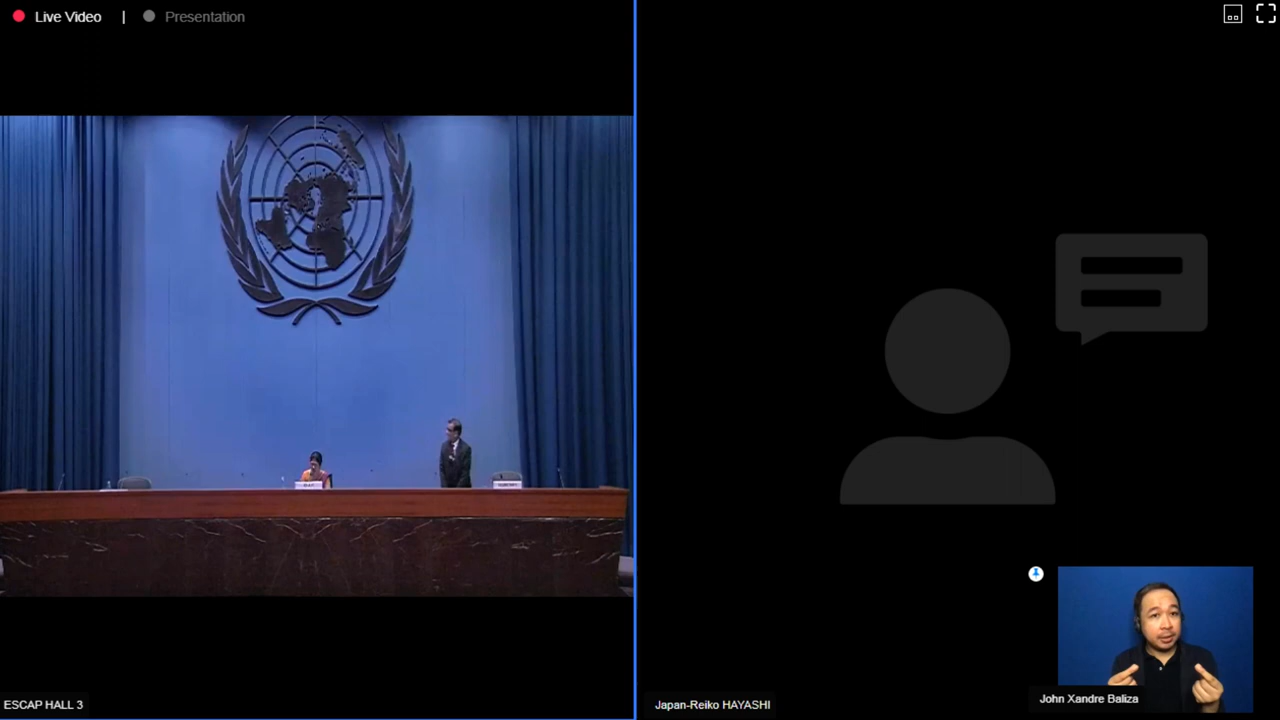 Live Video | Presentation
ESCAP HALL 3
Japan-Reiko HAYASHI
John Xandre Baliza